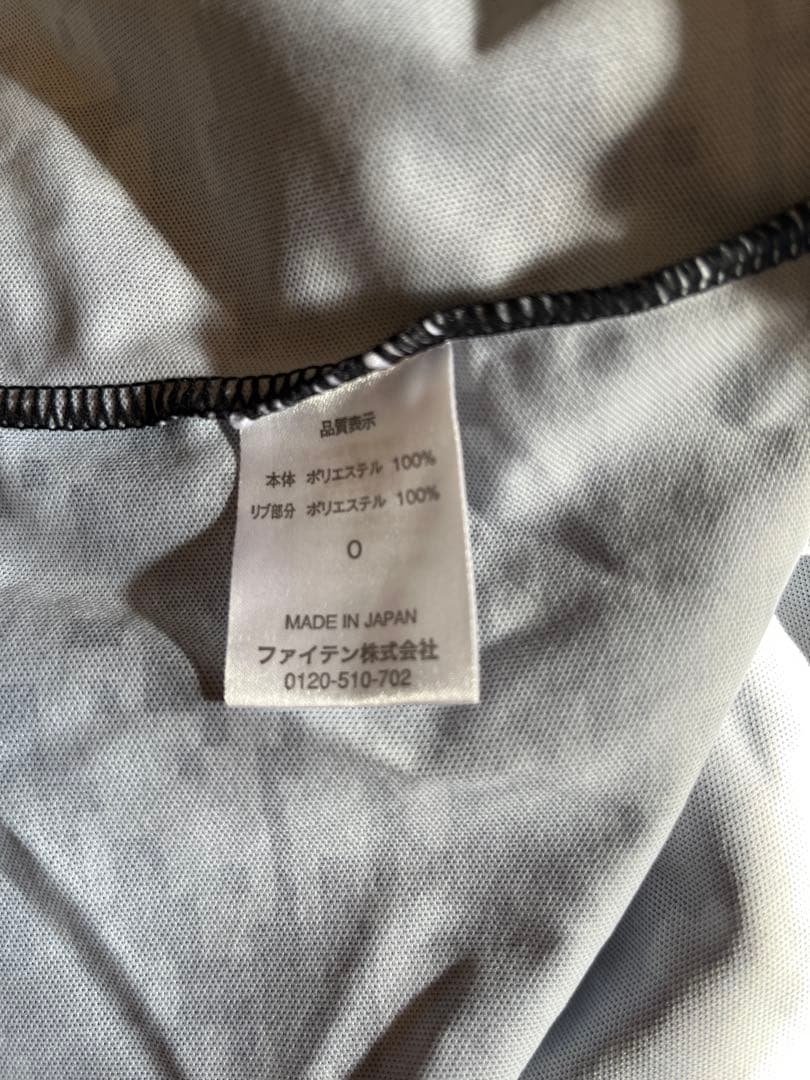 品質表示
本体 ポリエステル 100%
リブ部分 ポリエステル 100%
O
MADE IN JAPAN
ファイテン株式会社
0120-510-702